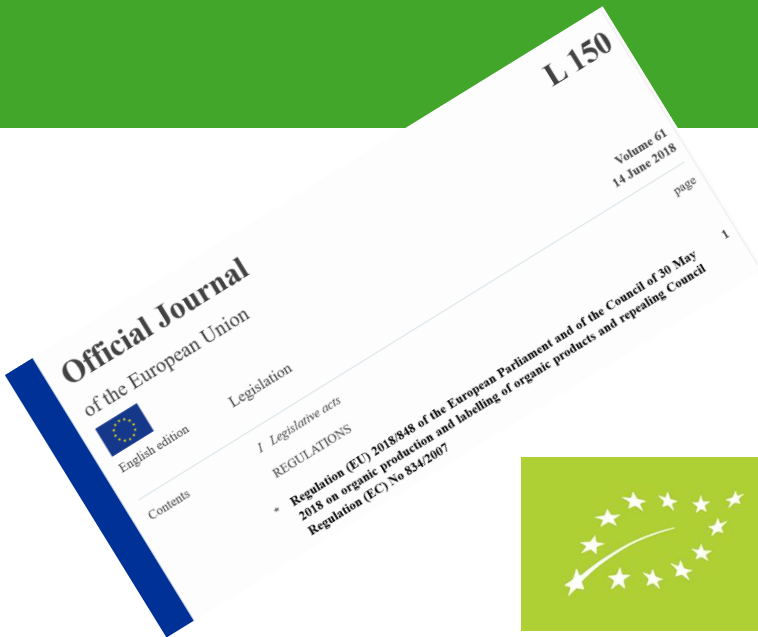 L 150
Volume 61
14 June 2018
Official Journal
of the European Union
English edition
Legislation
Contents
page
I Legislative acts
REGULATIONS
* Regulation (EU) 2018/848 of the European Parliament and of the Council of 30 May 1
2018 on organic production and labelling of organic products and repealing Council
Regulation (EC) No 834/2007